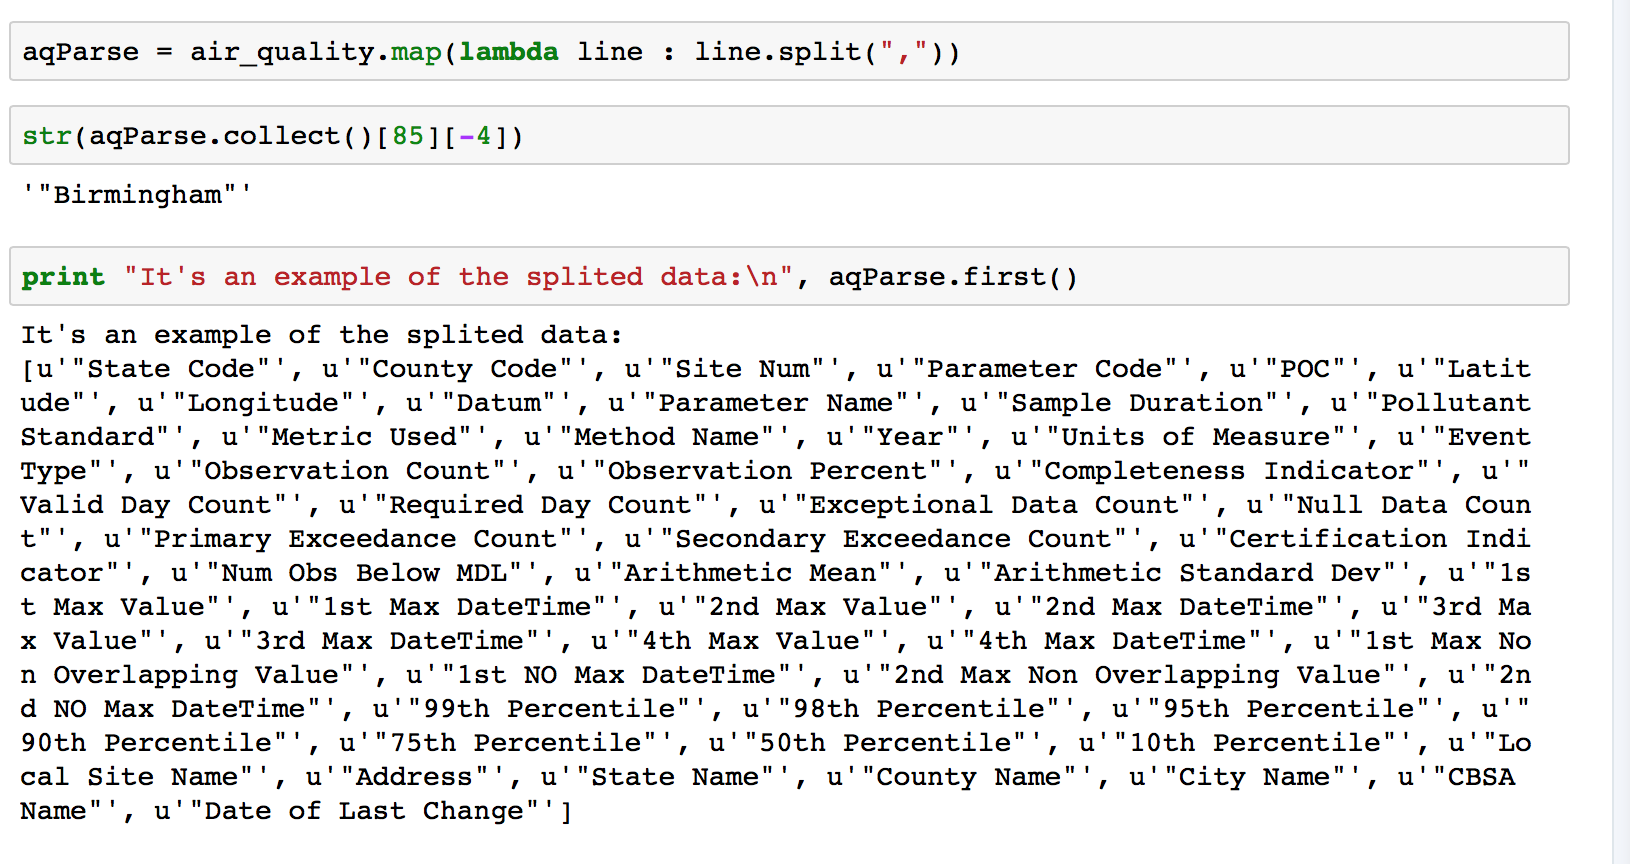 aqParse = air_quality.map(lambda line : line.split(","))
str(aqParse.collect()[85][-4])
'"Birmingham"'
print "It's an example of the splited data:\n", aqParse.first()
It's an example of the splited data:
[u'"State Code"', u'"County Code"', u'"Site Num"', u'"Parameter Code"', u'"POC"', u'"Latit
ude"', u'"Longitude"', u'"Datum"', u'"Parameter Name"', u'"Sample Duration"', u'"Pollutant
Standard"', u'"Metric Used"', u'"Method Name"', u'"Year"', u'"Units of Measure"', u'"Event
Type"', u'"Observation Count"', u'"Observation Percent"', u'"Completeness Indicator"', u'"
Valid Day Count"', u'"Required Day Count"', u'"Exceptional Data Count"', u'"Null Data Coun
t"', u'"Primary Exceedance Count"', u'"Secondary Exceedance Count"', u'"Certification Indi
cator"', u'"Num Obs Below MDL"', u'"Arithmetic Mean"', u'"Arithmetic Standard Dev"', u'"1s
t Max Value"', u'"1st Max DateTime"', u'"2nd Max Value"', u'"2nd Max DateTime"', u'"3rd Ma
x Value"', u'"3rd Max DateTime"', u'"4th Max Value"', u'"4th Max DateTime"', u'"1st Max No
n Overlapping Value"', u'"1st NO Max DateTime"', u'"2nd Max Non Overlapping Value"', u'"2n
d NO Max DateTime"', u'"99th Percentile"', u'"98th Percentile"', u'"95th Percentile"', u'"
90th Percentile"', u'"75th Percentile"', u'"50th Percentile"', u'"10th Percentile"', u'"Lo
cal Site Name"', u'"Address"', u'"State Name"', u'"County Name"', u'"City Name"', u'"CBSA
Name"', u'"Date of Last Change"']